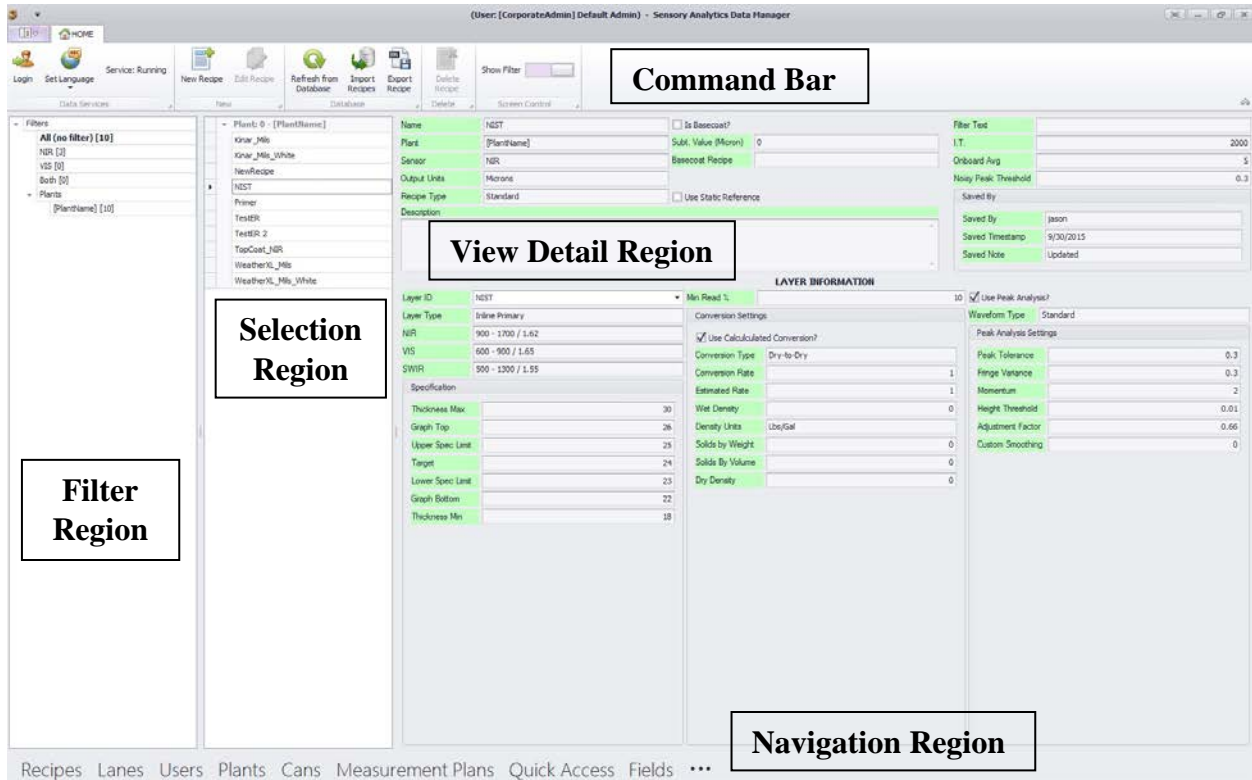 (User: [CorporateAdmin] Default Admin) - Sensory Analytics Data Manager
HOME
Login
Set Language
Service: Running
New Recipe
Edit Recipe
Refresh from Database
Import Recipes
Export Recipe
Delete Recipe
Show Filter
Data Services
New
Database
Delete
Screen Control
Command Bar
Filters
All (no filter) [10]
NIR [2]
VIS [0]
Both [0]
Plants
[PlantName] [10]
Filter Region
Plant: 0 - [PlantName]
Kinar_Mils
Kinar_Mils_White
NewRecipe
NIST
Primer
TestER
TestER 2
TopCoat_NIR
WeatherXL_Mils
WeatherXL_Mils_White
Selection Region
Name NIST
Plant [PlantName]
Sensor NIR
Output Units Microns
Recipe Type Standard
Description
Is Basecoat?
Subt. Value (Micron) 0
Basecoat Recipe
Use Static Reference
Filter Text
I.T. 2000
Onboard Avg 5
Noisy Peak Threshold 0.3
Saved By
Saved By jason
Saved Timestamp 9/30/2015
Saved Note Updated
View Detail Region
LAYER INFORMATION
Layer ID NIST
Layer Type Inline Primary
NIR 900 - 1700 / 1.62
VIS 600 - 900 / 1.65
SWIR 500 - 1300 / 1.55
Specification
Thickness Max 30
Graph Top 26
Upper Spec Limit 25
Target 24
Lower Spec Limit 23
Graph Bottom 22
Thickness Min 18
Min Read % 10
Conversion Settings
Use Calculculated Conversion?
Conversion Type Dry-to-Dry
Conversion Rate 1
Estimated Rate 1
Wet Density 0
Density Units Lbs/Gal
Solids by Weight 0
Solids By Volume 0
Dry Density 0
Use Peak Analysis?
Waveform Type Standard
Peak Analysis Settings
Peak Tolerance 0.3
Fringe Variance 0.3
Momentum 2
Height Threshold 0.01
Adjustment Factor 0.66
Custom Smoothing 0
Navigation Region
Recipes Lanes Users Plants Cans Measurement Plans Quick Access Fields •••